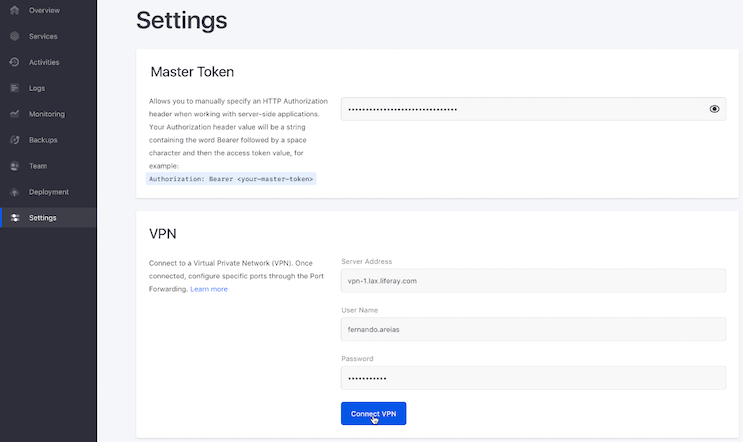 Overview
Services
Activities
Logs
Monitoring
Backups
Team
Deployment
Settings
Settings
Master Token
Allows you to manually specify an HTTP Authorization
header when working with server-side applications.
Your Authorization header value will be a string
containing the word Bearer followed by a space
character and then the access token value, for
example:
Authorization: Bearer <your-master-token>
•••••••••••••••••••••••••••••••
VPN
Connect to a Virtual Private Network (VPN). Once
connected, configure specific ports through the Port
Forwarding. Learn more
Server Address
vpn-1.lax.liferay.com
User Name
fernando.areias
Password
•••••••••••
Connect VPN